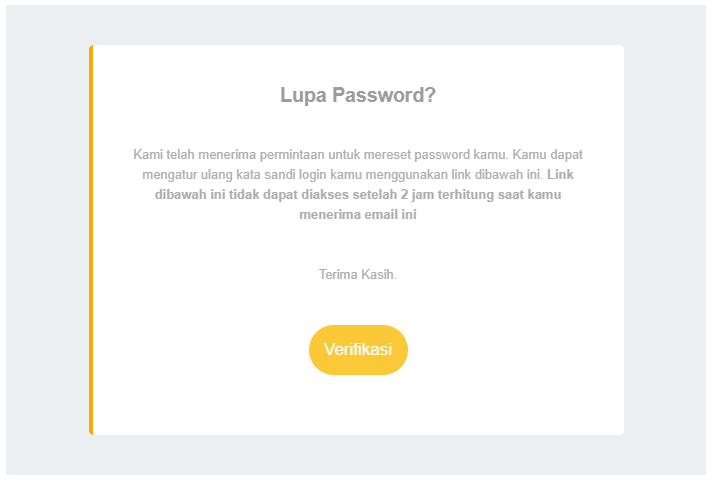 Lupa Password?
Kami telah menerima permintaan untuk mereset password kamu. Kamu dapat
mengatur ulang kata sandi login kamu menggunakan link dibawah ini. Link
dibawah ini tidak dapat diakses setelah 2 jam terhitung saat kamu
menerima email ini
Terima Kasih.
Verifikasi